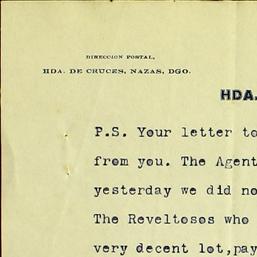 DIRECCION POSTAL,
HDA. DE CRUCES, NAZAS, DGO.
HDA.
P.S. Your letter to
from you. The Agent
yesterday we did no
The Reveltosos who
very decent lot,pay